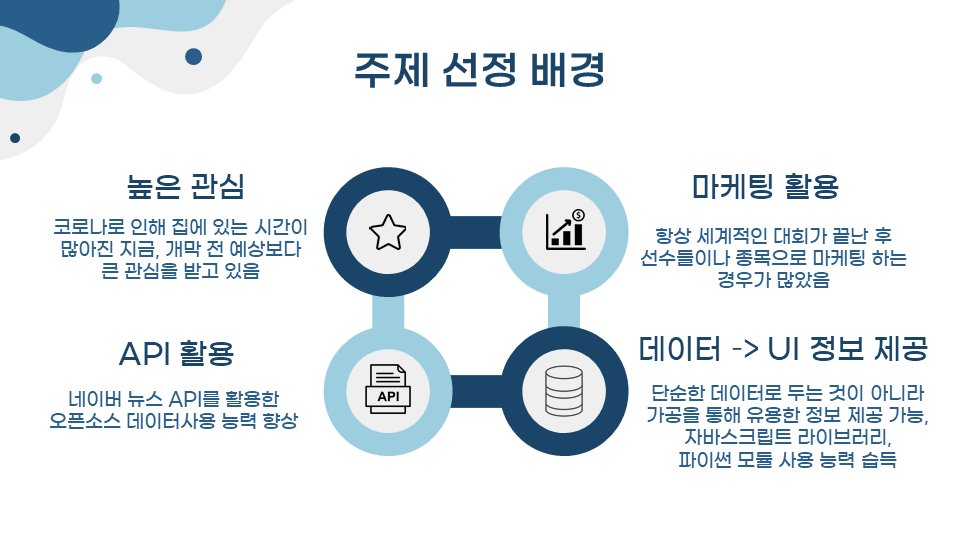 주제 선정 배경
높은 관심
코로나로 인해 집에 있는 시간이
많아진 지금, 개막 전 예상보다
큰 관심을 받고 있음
마케팅 활용
항상 세계적인 대회가 끝난 후
선수들이나 종목으로 마케팅 하는
경우가 많았음
$
API 활용
네이버 뉴스 API를 활용한
오픈소스 데이터사용 능력 향상
API
데이터 -> UI 정보 제공
단순한 데이터로 두는 것이 아니라
가공을 통해 유용한 정보 제공 가능,
자바스크립트 라이브러리,
파이썬 모듈 사용 능력 습득